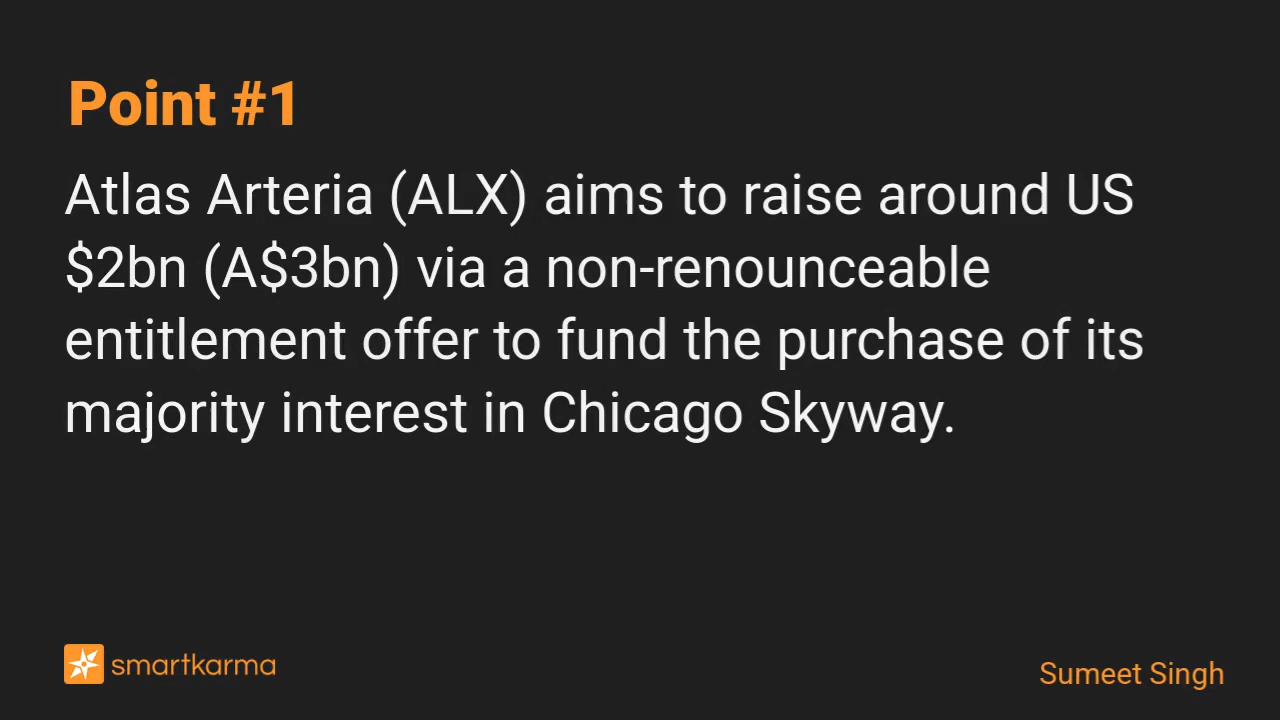 Point #1
Atlas Arteria (ALX) aims to raise around US
$2bn (A$3bn) via a non-renounceable
entitlement offer to fund the purchase of its
majority interest in Chicago Skyway.
smartkarma
Sumeet Singh